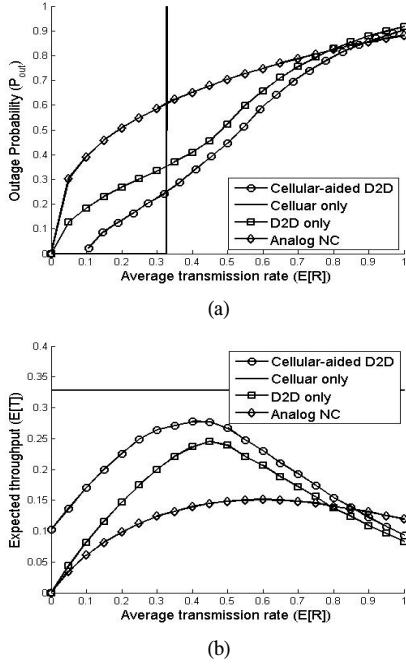 Outage Probability (P_out)
1
0.9
0.8
0.7
0.6
0.5
0.4
0.3
0.2
0.1
0
Cellular-aided D2D
Celluar only
D2D only
Analog NC
0 0.1 0.2 0.3 0.4 0.5 0.6 0.7 0.8 0.9 1
Average transmission rate (E[R])
(a)
Expected throughput (E[T])
0.4
0.35
0.3
0.25
0.2
0.15
0.1
0.05
0
Cellular-aided D2D
Celluar only
D2D only
Analog NC
0 0.1 0.2 0.3 0.4 0.5 0.6 0.7 0.8 0.9 1
Average transmission rate (E[R])
(b)